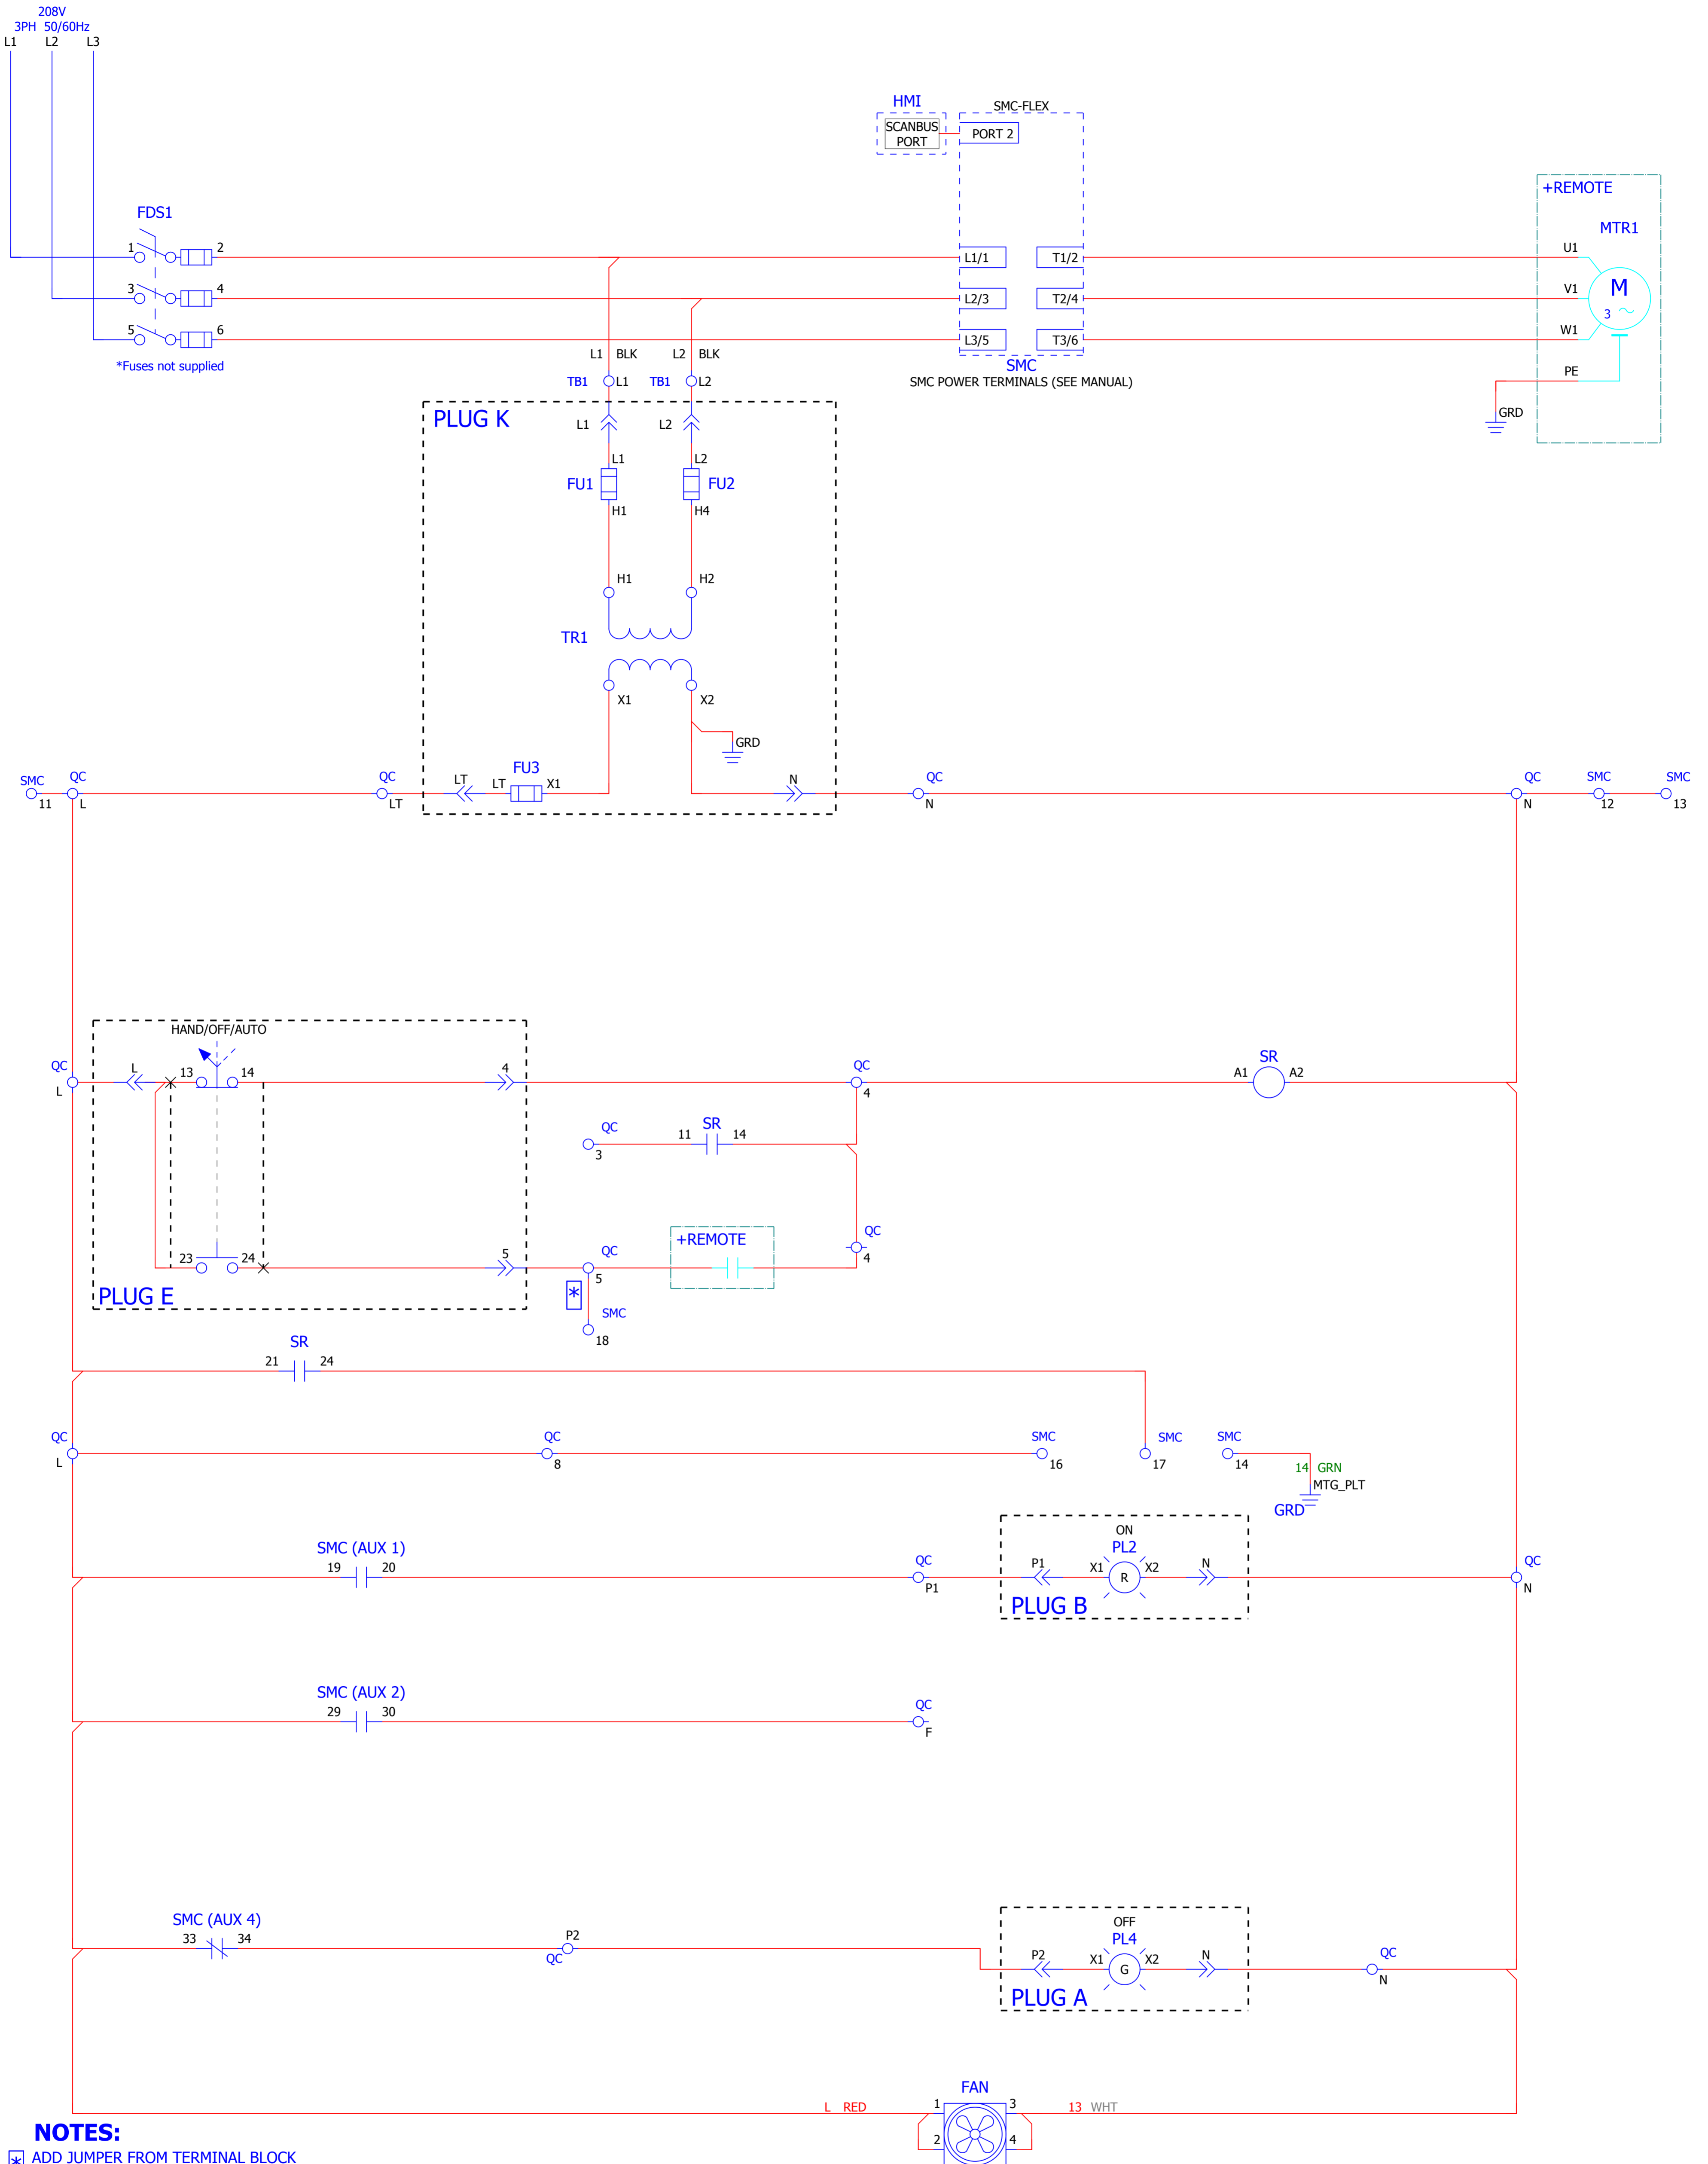 208V
3PH 50/60Hz
L1 L2 L3
HMI
SCANBUS
PORT
SMC-FLEX
PORT 2
+REMOTE
MTR1
FDS1
1 2
3 4
5 6
*Fuses not supplied
L1/1 T1/2
L2/3 T2/4
L3/5 T3/6
SMC
SMC POWER TERMINALS (SEE MANUAL)
U1
V1
W1
PE
M
3
GRD
L1 BLK L2 BLK
TB1 L1 TB1 L2
PLUG K
L1 L2
L1 L2
FU1 FU2
H1 H4
H1 H2
TR1
X1 X2
GRD
SMC QC QC LT LT FU3 X1 N QC QC SMC SMC
11 L LT N N 12 13
HAND/OFF/AUTO
QC L 13 14 4 QC SR
L 4 A1 A2
QC SR
3 11 14
+REMOTE
QC
4
23 24 5 QC
5
PLUG E
*
SMC
18
SR
21 24
QC QC SMC SMC SMC
L 8 16 17 14
14 GRN
MTG_PLT
GRD
SMC (AUX 1)
19 20
QC
P1
ON
PL2
P1 X1 R X2 N
PLUG B
QC
N
SMC (AUX 2)
29 30
QC
F
SMC (AUX 4)
33 34
P2
QC
OFF
PL4
P2 X1 G X2 N
PLUG A
QC
N
FAN
L RED 1 3 13 WHT
2 4
NOTES:
* ADD JUMPER FROM TERMINAL BLOCK